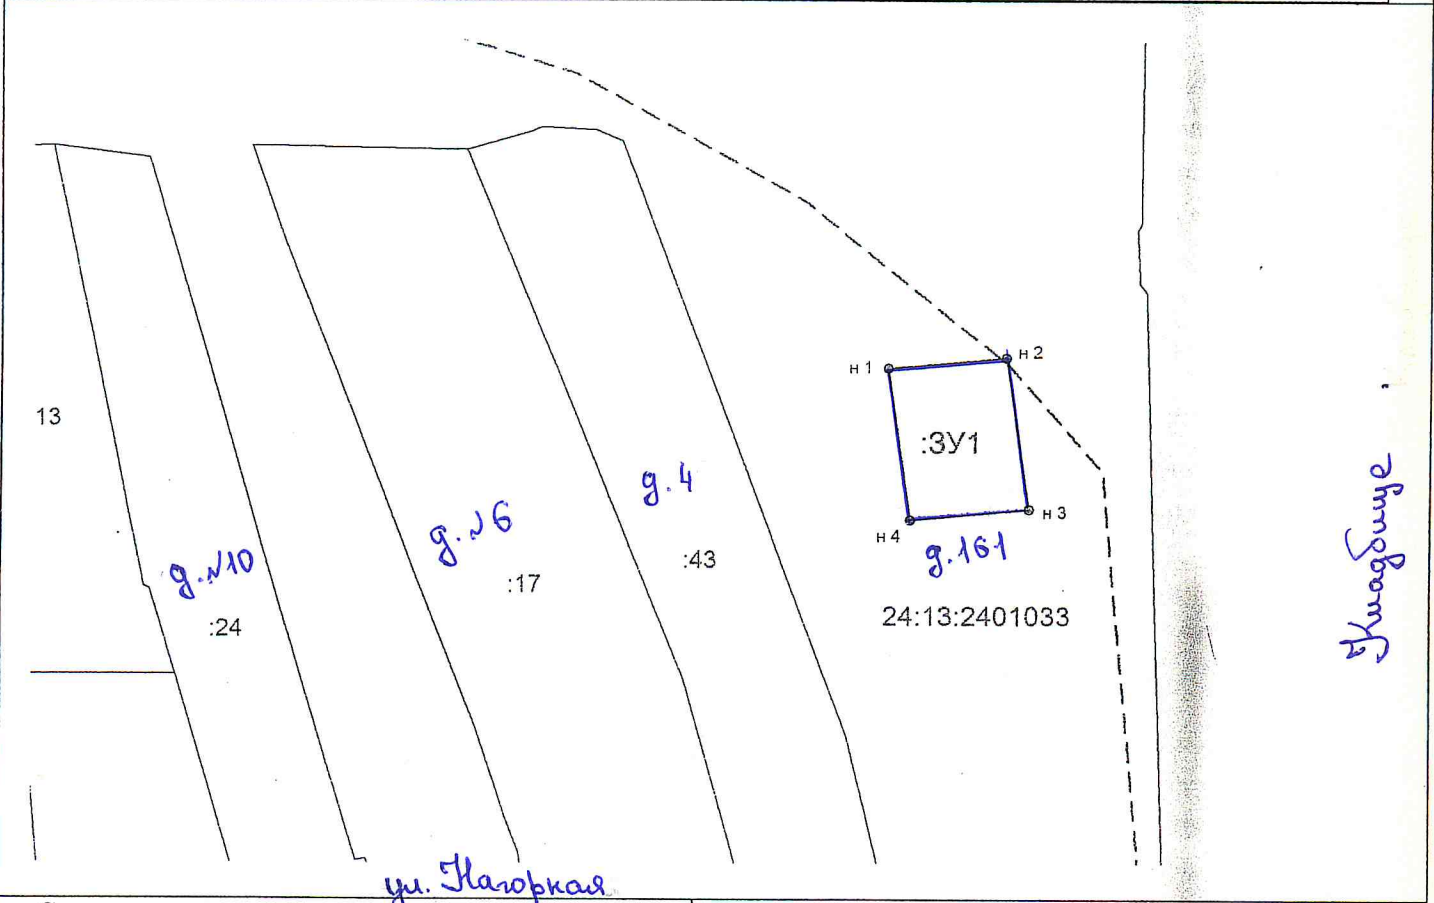 н 1
н 2
:ЗУ1
13
д. 4
д. №6
н 3
н 4
д. 161
д. №10
:43
:17
:24
24:13:2401033
Кладбище
ул. Нагорная